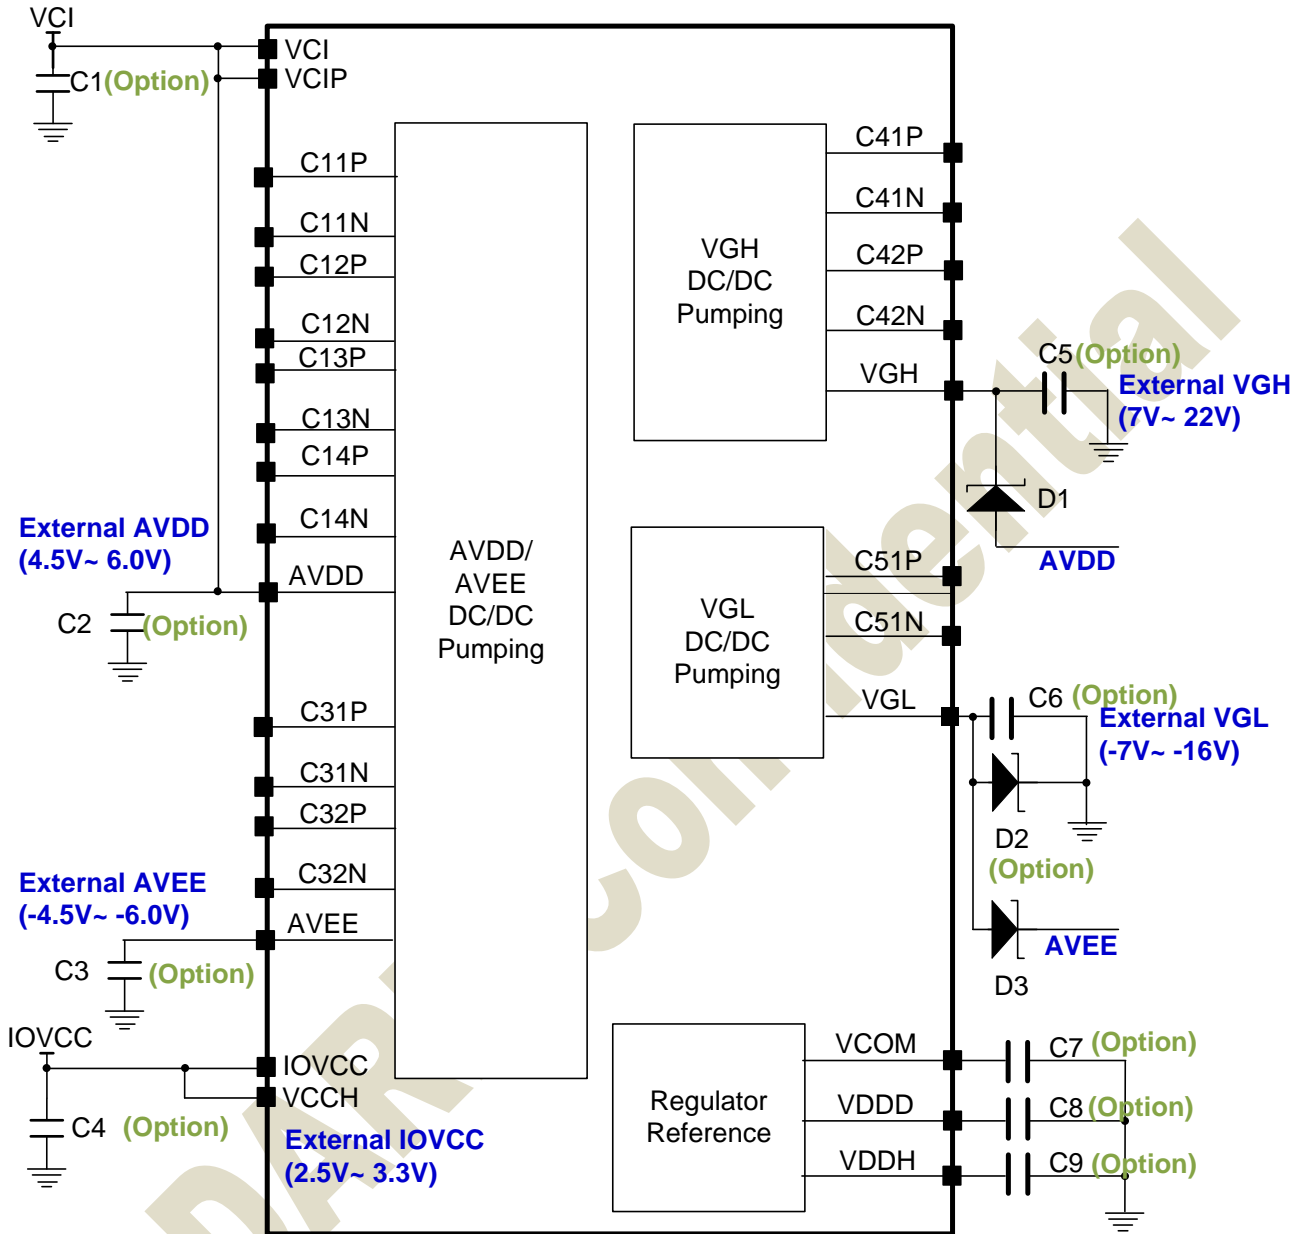 VCI
C1(Option)
VCI
VCIP
C11P
C11N
C12P
C12N
C13P
C13N
C14P
C14N
External AVDD
(4.5V~ 6.0V)
AVDD
C2
(Option)
AVDD/
AVEE
DC/DC
Pumping
C31P
C31N
C32P
C32N
External AVEE
(-4.5V~ -6.0V)
AVEE
C3
(Option)
IOVCC
IOVCC
VCCH
C4
(Option)
External IOVCC
(2.5V~ 3.3V)
VGH
DC/DC
Pumping
C41P
C41N
C42P
C42N
VGH
C5(Option)
External VGH
(7V~ 22V)
D1
AVDD
VGL
DC/DC
Pumping
C51P
C51N
VGL
C6
(Option)
External VGL
(-7V~ -16V)
D2
(Option)
AVEE
D3
Regulator
Reference
VCOM
C7 (Option)
VDDD
C8(Option)
VDDH
C9 (Option)